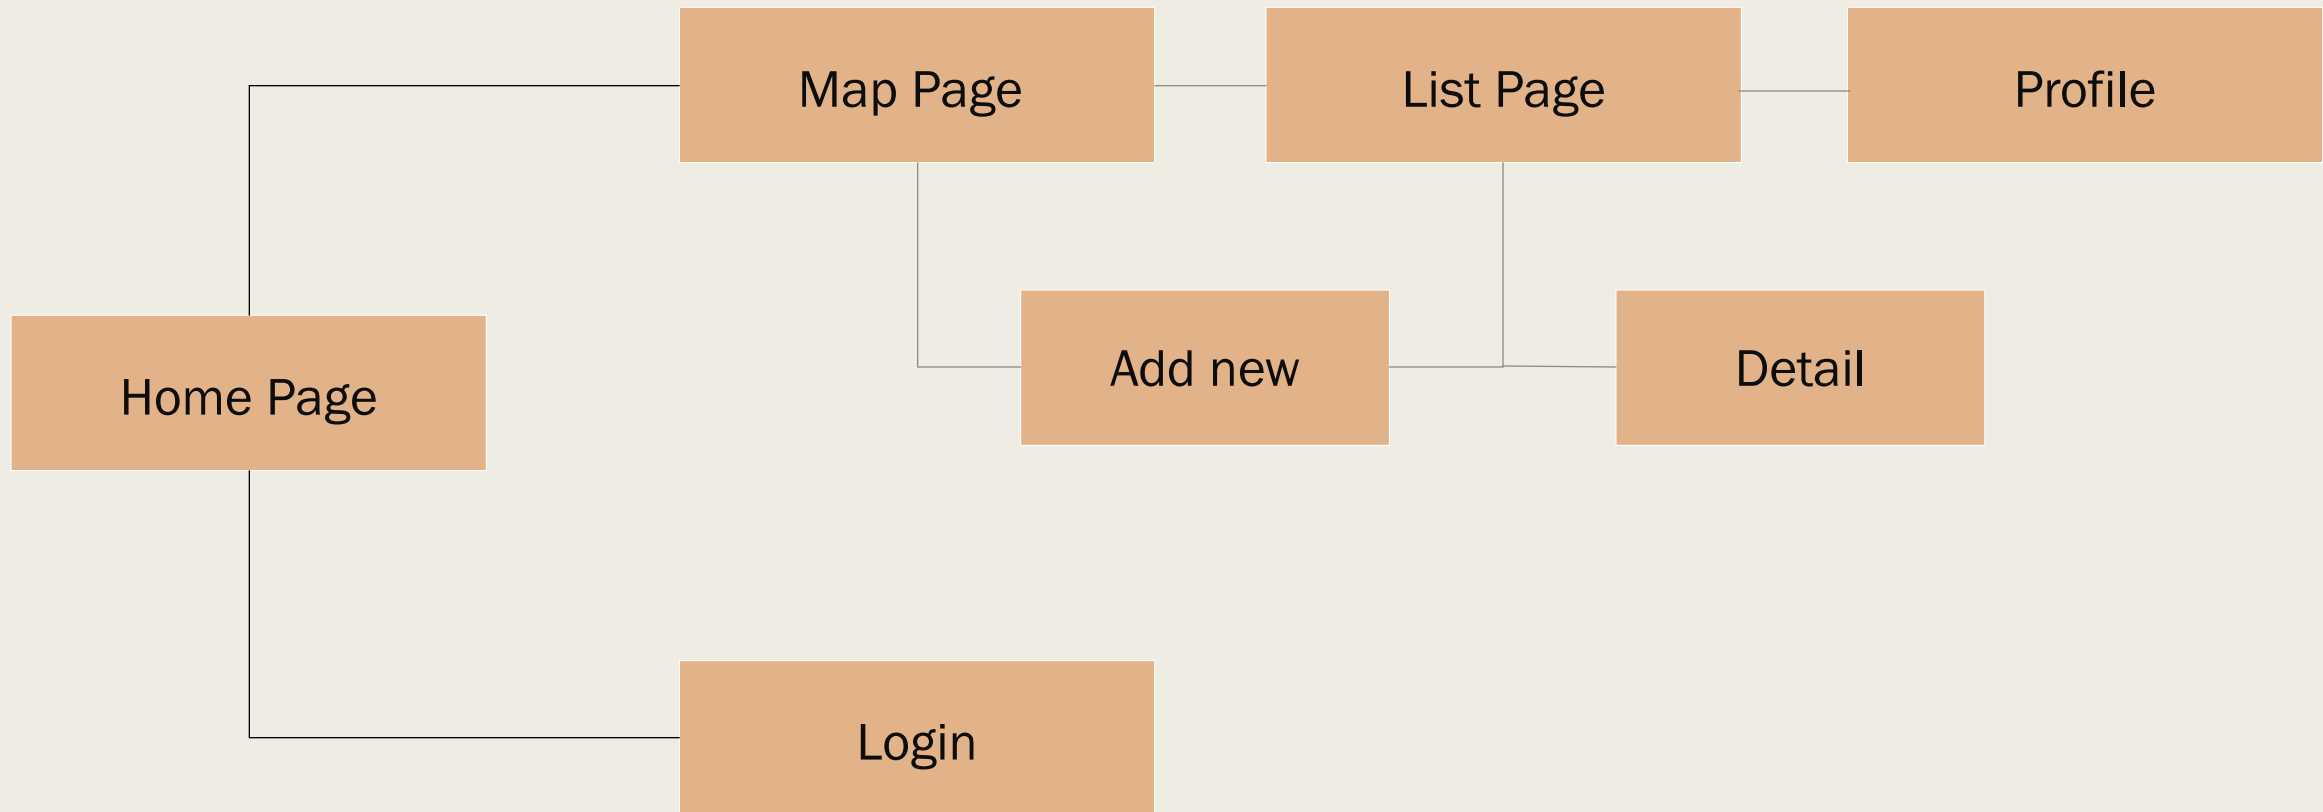 Map Page
List Page
Profile
Add new
Detail
Home Page
Login